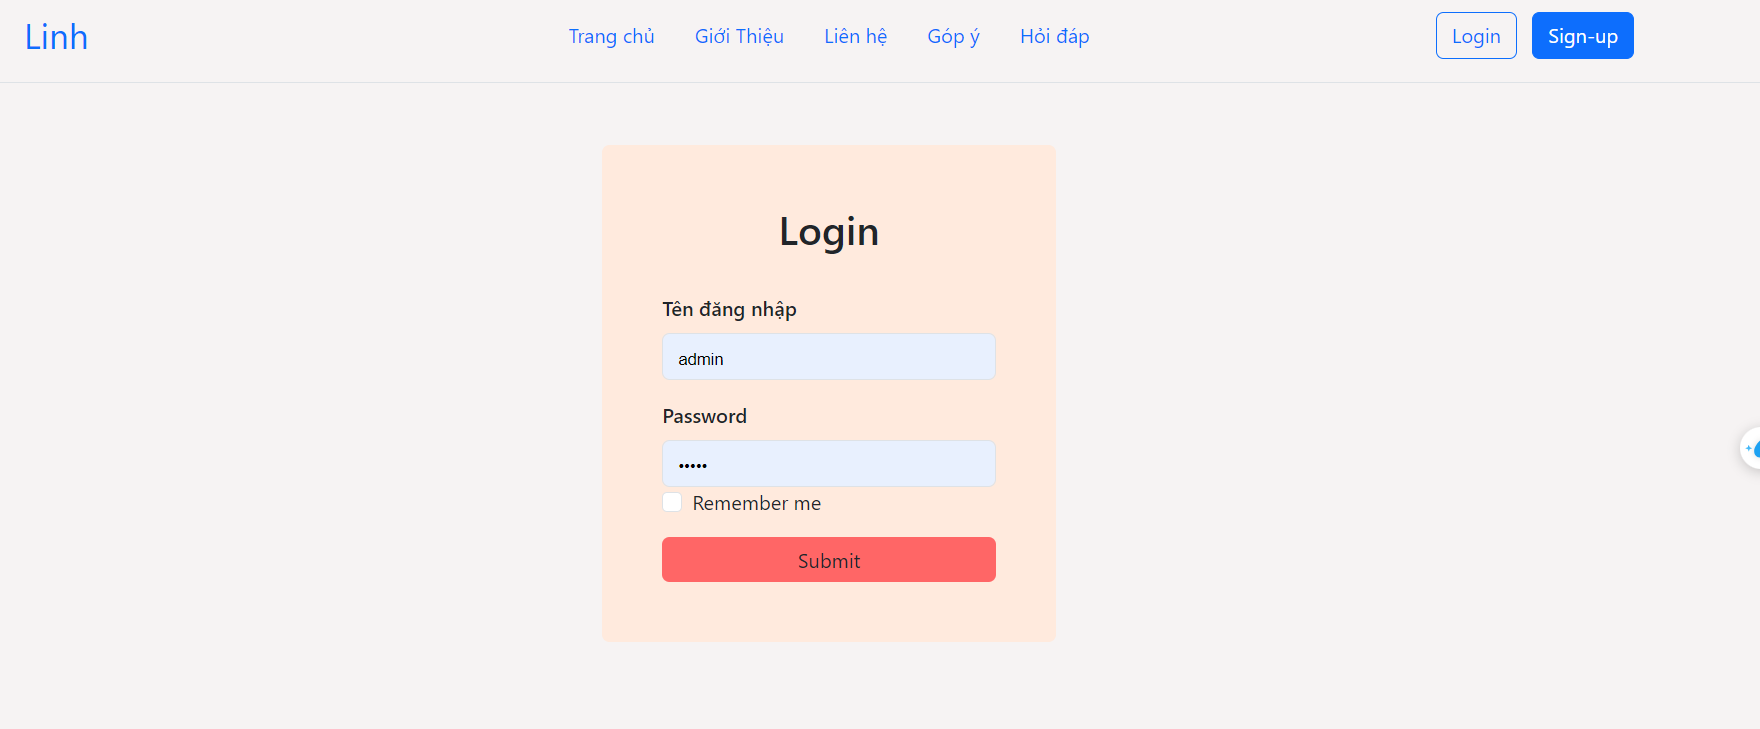 Linh
Trang chủ Giới Thiệu Liên hệ Góp ý Hỏi đáp
Login Sign-up
Login
Tên đăng nhập
admin
Password
•••••
Remember me
Submit